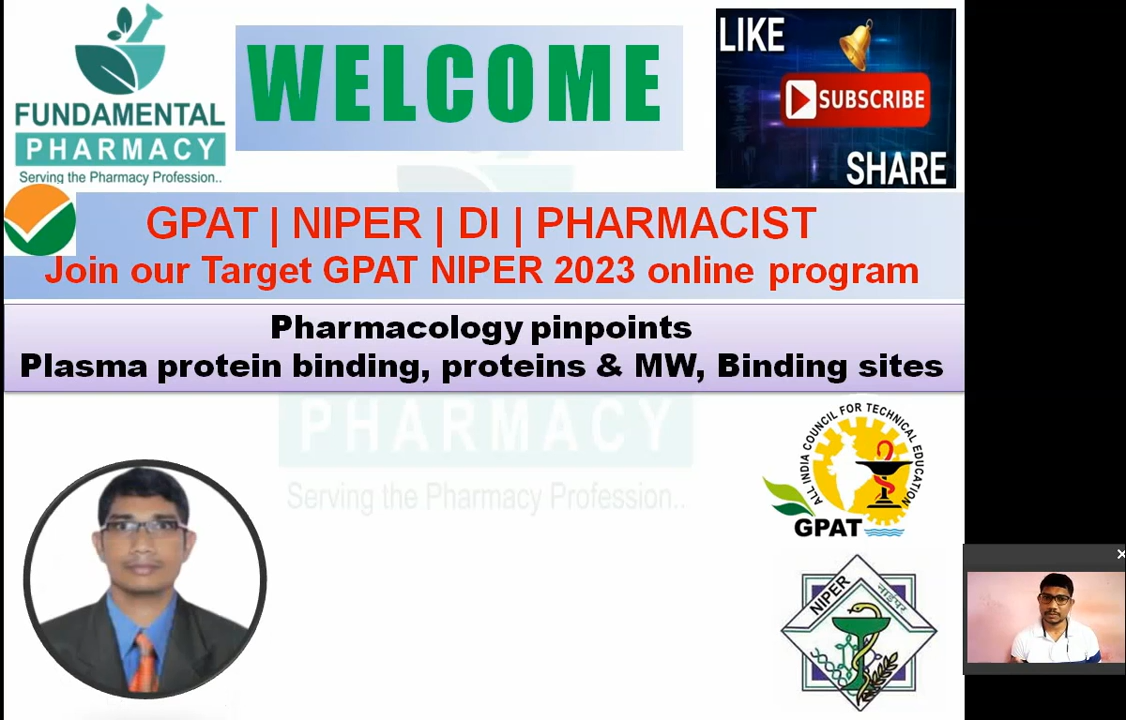 FUNDAMENTAL
PHARMACY
Serving the Pharmacy Profession..
WELCOME
LIKE
SUBSCRIBE
SHARE
GPAT | NIPER | DI | PHARMACIST
Join our Target GPAT NIPER 2023 online program
Pharmacology pinpoints
Plasma protein binding, proteins & MW, Binding sites
PHARMACY
Serving the Pharmacy Profession..
ALL INDIA COUNCIL FOR TECHNICAL EDUCATION
GPAT
NIPER
नाईपर